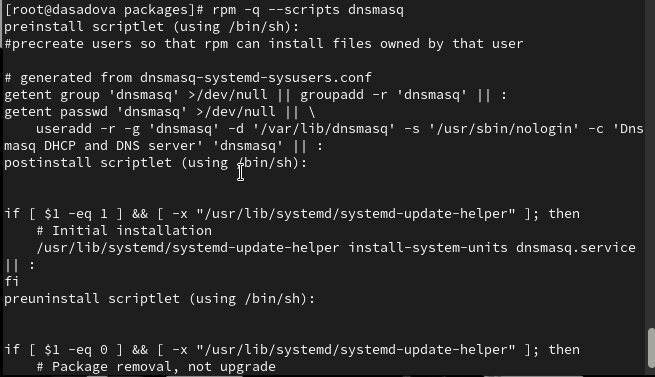 [root@dasadova packages]# rpm -q --scripts dnsmasq
preinstall scriptlet (using /bin/sh):
#precreate users so that rpm can install files owned by that user
# generated from dnsmasq-systemd-sysusers.conf
getent group 'dnsmasq' >/dev/null || groupadd -r 'dnsmasq' || :
getent passwd 'dnsmasq' >/dev/null || \
    useradd -r -g 'dnsmasq' -d '/var/lib/dnsmasq' -s '/usr/sbin/nologin' -c 'Dns
masq DHCP and DNS server' 'dnsmasq' || :
postinstall scriptlet (using /bin/sh):
if [ $1 -eq 1 ] && [ -x "/usr/lib/systemd/systemd-update-helper" ]; then
    # Initial installation
    /usr/lib/systemd/systemd-update-helper install-system-units dnsmasq.service
|| :
fi
preuninstall scriptlet (using /bin/sh):
if [ $1 -eq 0 ] && [ -x "/usr/lib/systemd/systemd-update-helper" ]; then
    # Package removal, not upgrade